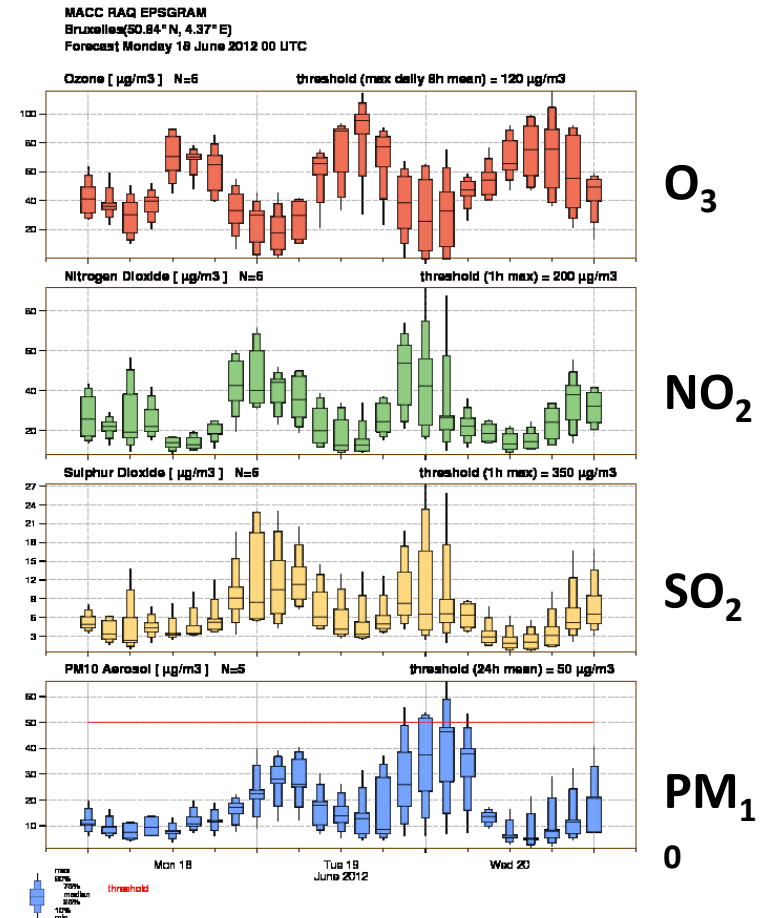 MACC RAQ EPSGRAM
Bruxelles(50.84°N, 4.37°E)
Forecast Monday 18 June 2012 00 UTC
Ozone [ µg/m3 ] N=6 threshold (max daily 8h mean) = 120 µg/m3
100
80
60
40
20
O3
Nitrogen Dioxide [ µg/m3 ] N=6 threshold (1h max) = 200 µg/m3
80
60
40
20
NO2
Sulphur Dioxide [ µg/m3 ] N=6 threshold (1h max) = 350 µg/m3
27
24
21
18
15
12
9
6
3
SO2
PM10 Aerosol [ µg/m3 ] N=5 threshold (24h mean) = 50 µg/m3
60
50
40
30
20
10
PM1
0
Mon 18 Tue 19 Wed 20
June 2012
max
90%
75%
median
25%
10%
min
threshold